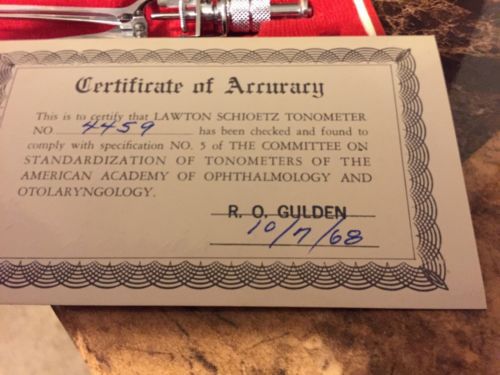 Certificate of Accuracy
This is to certify that LAWTON SCHIOETZ TONOMETER
NO 4459 has been checked and found to
comply with specification NO. 5 of THE COMMITTEE ON
STANDARDIZATION OF TONOMETERS OF THE
AMERICAN ACADEMY OF OPHTHALMOLOGY AND
OTOLARYNGOLOGY.
R. O. GULDEN
10/7/68